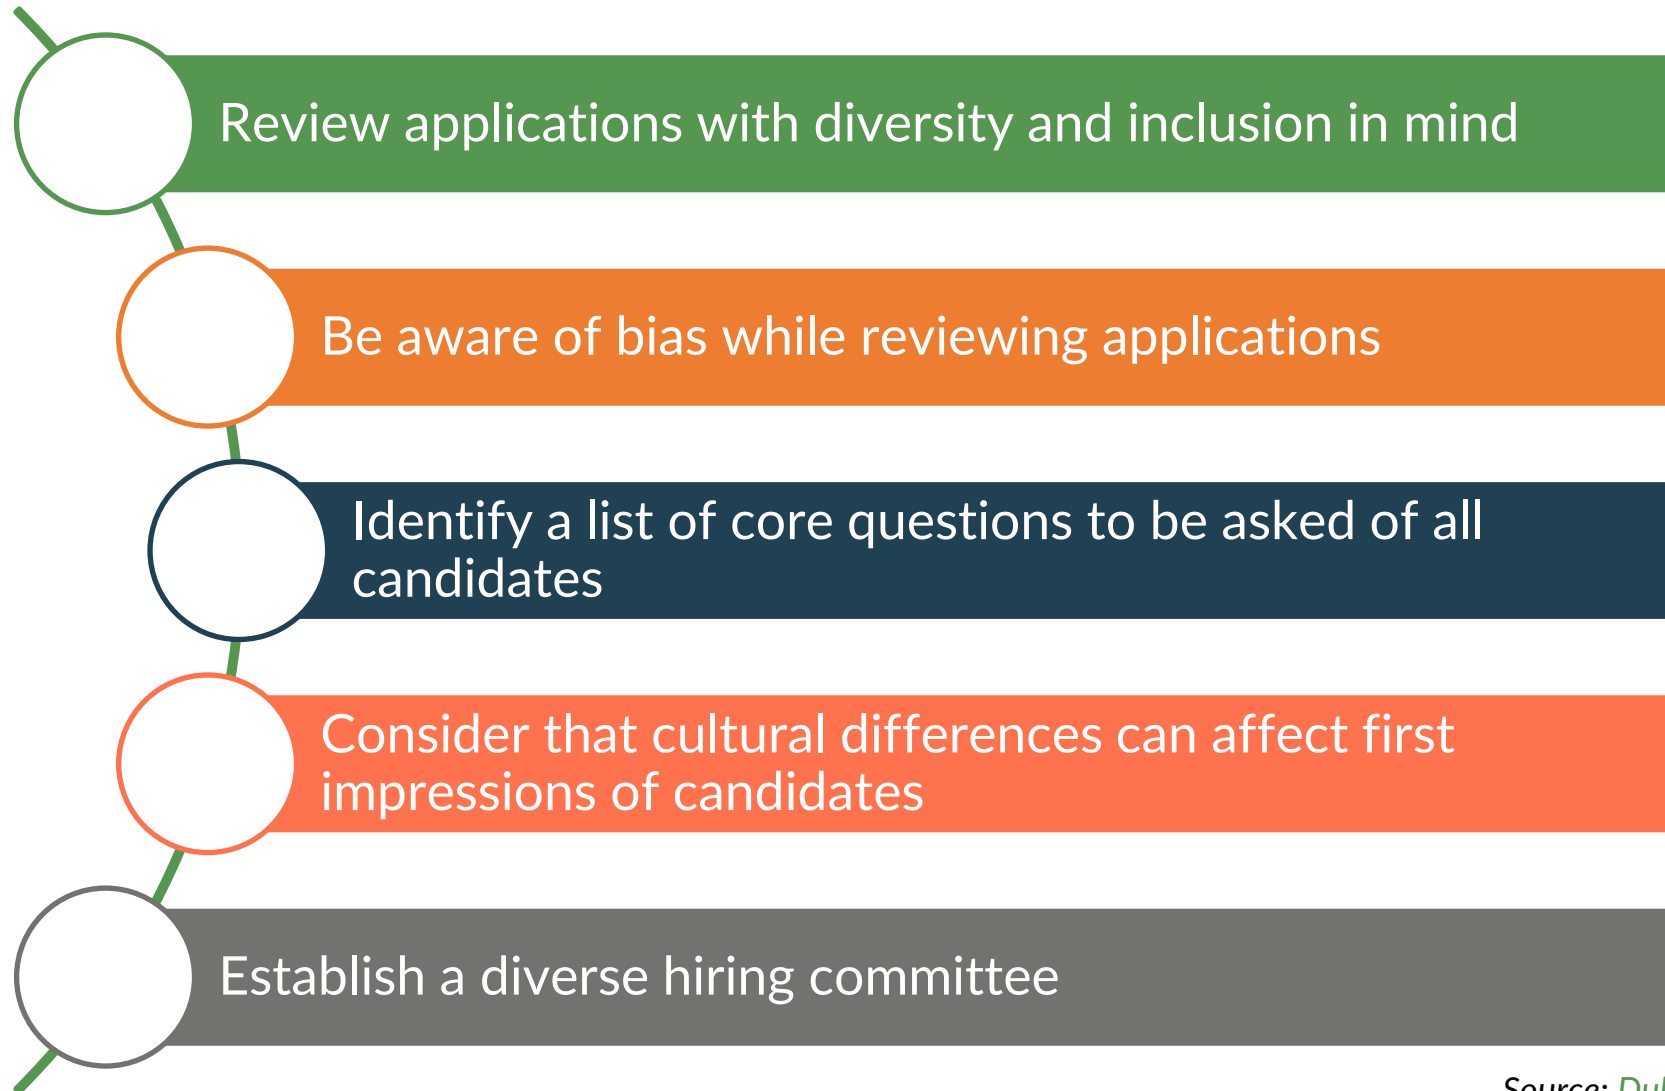 Review applications with diversity and inclusion in mind
Be aware of bias while reviewing applications
Identify a list of core questions to be asked of all
candidates
Consider that cultural differences can affect first
impressions of candidates
Establish a diverse hiring committee
Source: